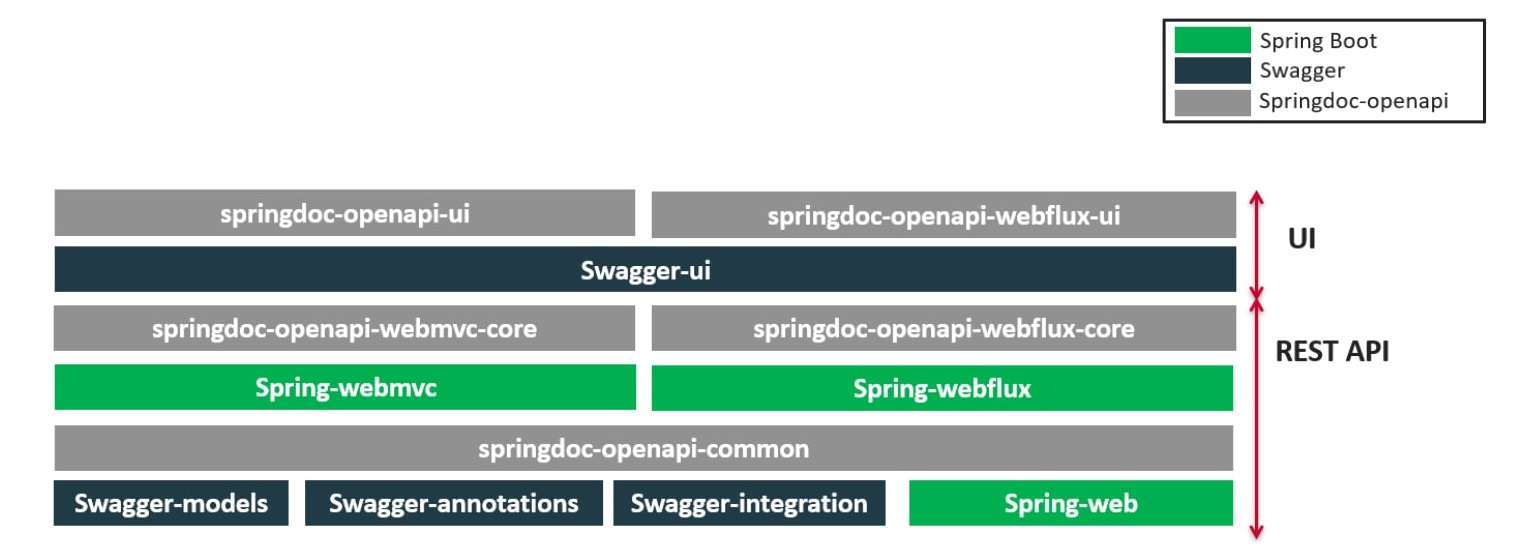 Spring Boot
Swagger
Springdoc-openapi
springdoc-openapi-ui
springdoc-openapi-webflux-ui
UI
Swagger-ui
springdoc-openapi-webmvc-core
springdoc-openapi-webflux-core
REST API
Spring-webmvc
Spring-webflux
springdoc-openapi-common
Swagger-models
Swagger-annotations
Swagger-integration
Spring-web